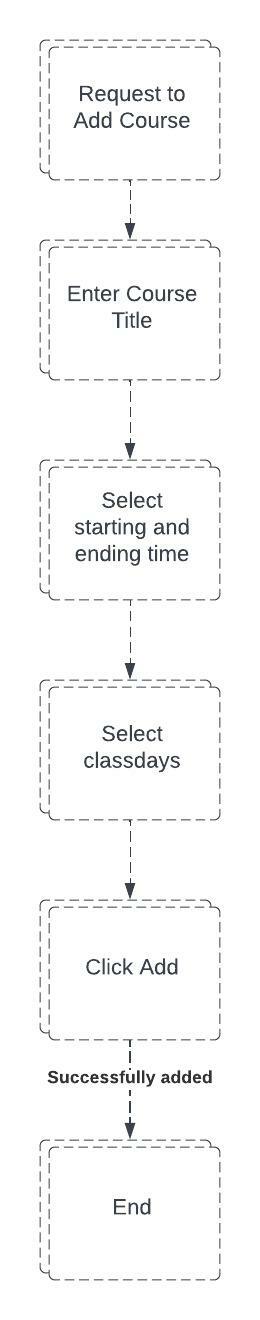 Request to
Add Course
Enter Course
Title
Select
starting and
ending time
Select
classdays
Click Add
Successfully added
End